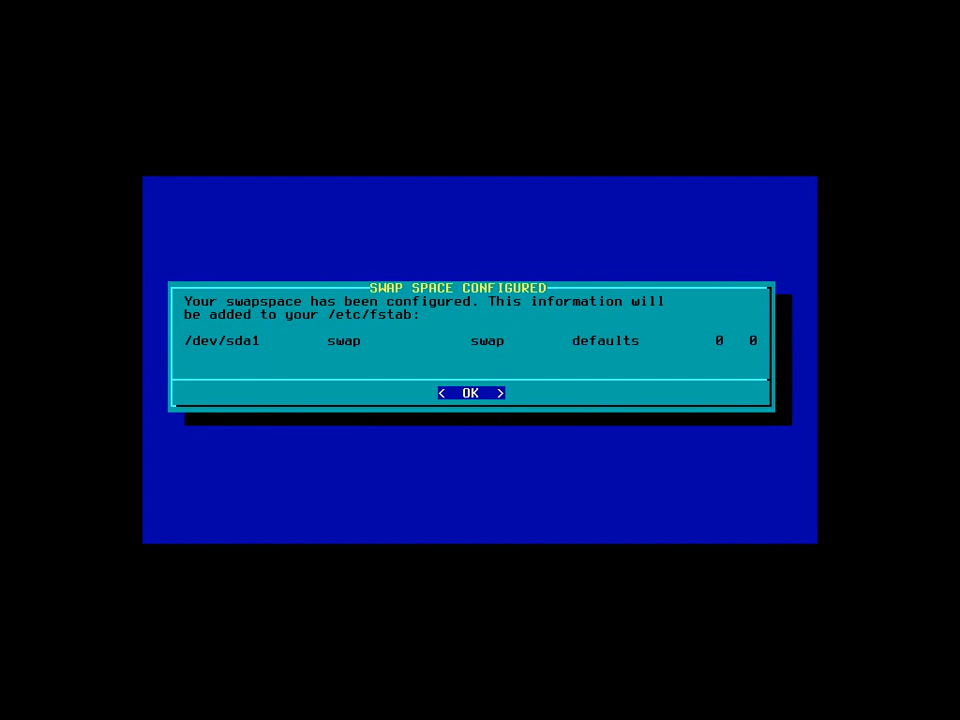 SWAP SPACE CONFIGURED
Your swapspace has been configured. This information will
be added to your /etc/fstab:
/dev/sda1 swap swap defaults 0 0
< OK >